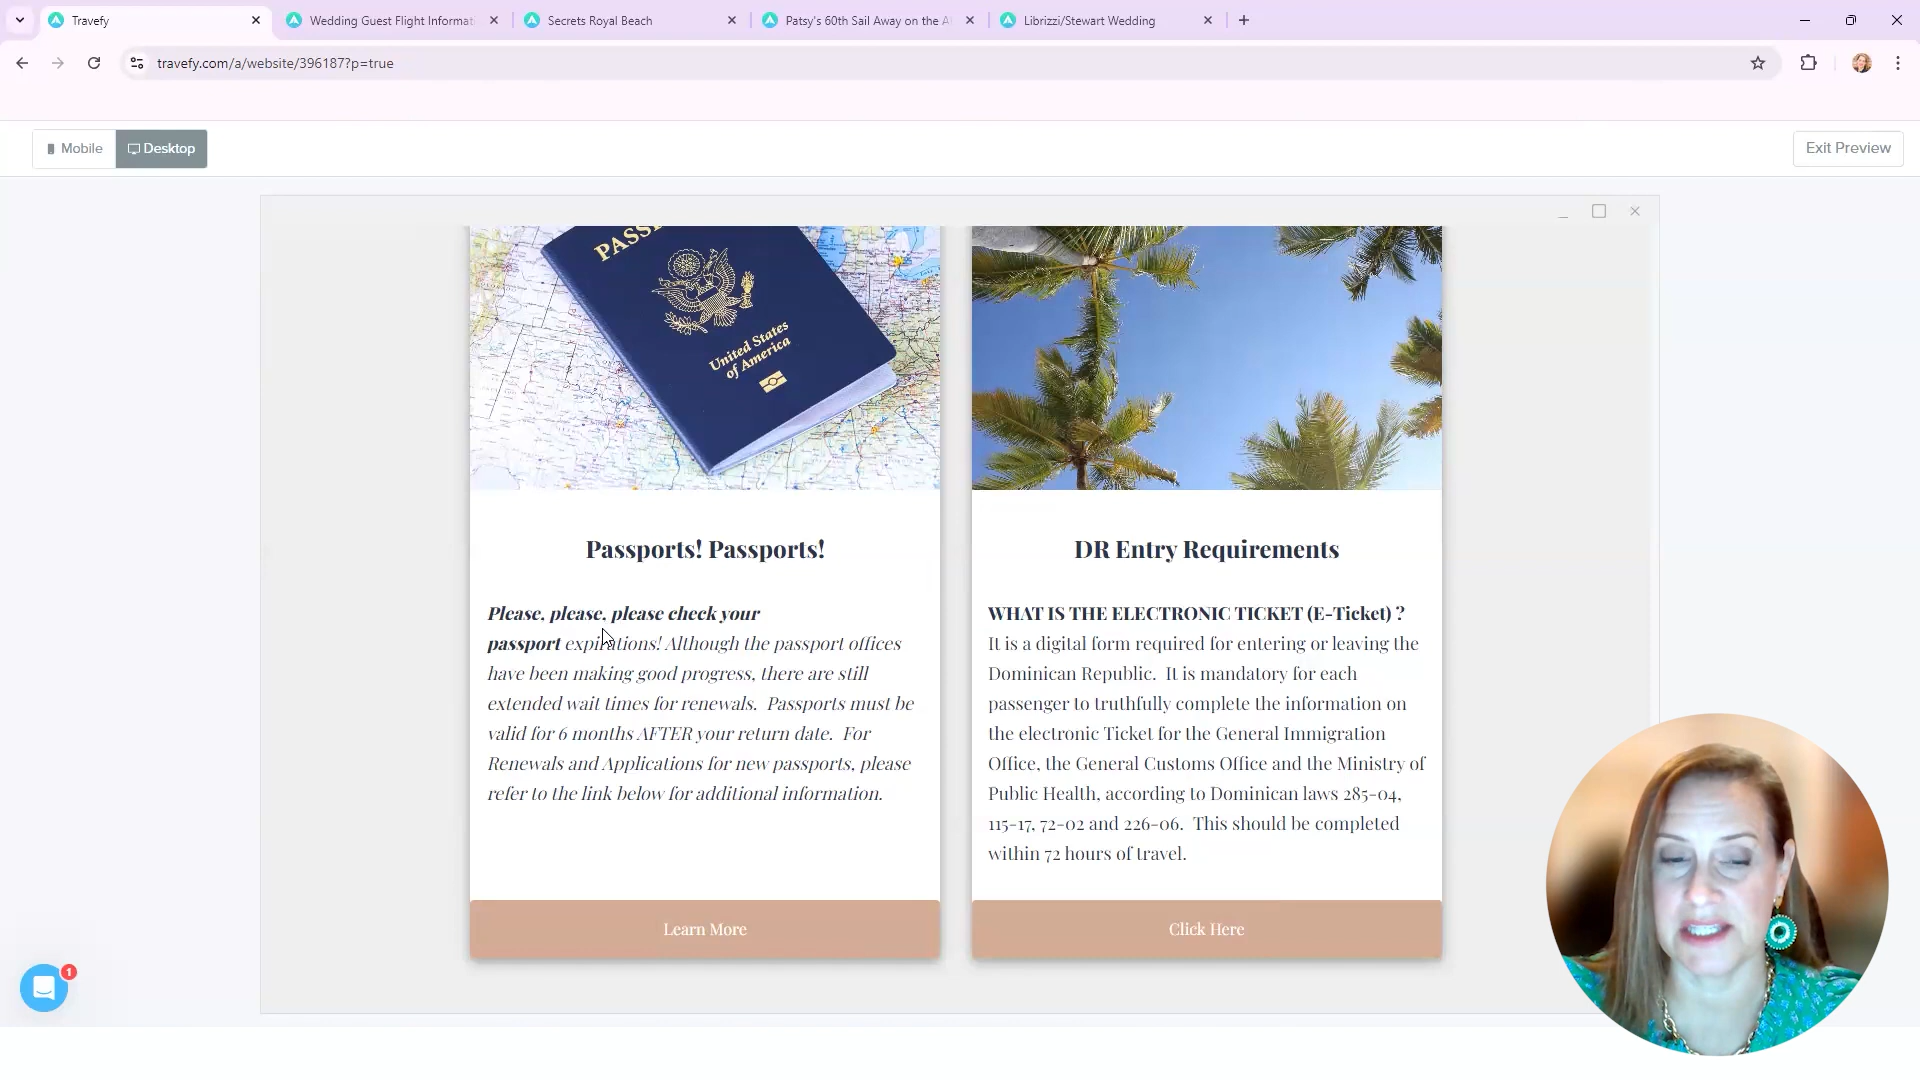 Travefy
Wedding Guest Flight Informat
Secrets Royal Beach
Patsy's 60th Sail Away on the A
Librizzi/Stewart Wedding
travefy.com/a/website/396187?p=true
Mobile
Desktop
Exit Preview
PASS
United States
of America
Passports! Passports!
Please, please, please check your
passport expirations! Although the passport offices
have been making good progress, there are still
extended wait times for renewals. Passports must be
valid for 6 months AFTER your return date. For
Renewals and Applications for new passports, please
refer to the link below for additional information.
Learn More
DR Entry Requirements
WHAT IS THE ELECTRONIC TICKET (E-Ticket) ?
It is a digital form required for entering or leaving the
Dominican Republic. It is mandatory for each
passenger to truthfully complete the information on
the electronic Ticket for the General Immigration
Office, the General Customs Office and the Ministry of
Public Health, according to Dominican laws 285-04,
115-17, 72-02 and 226-06. This should be completed
within 72 hours of travel.
Click Here
1